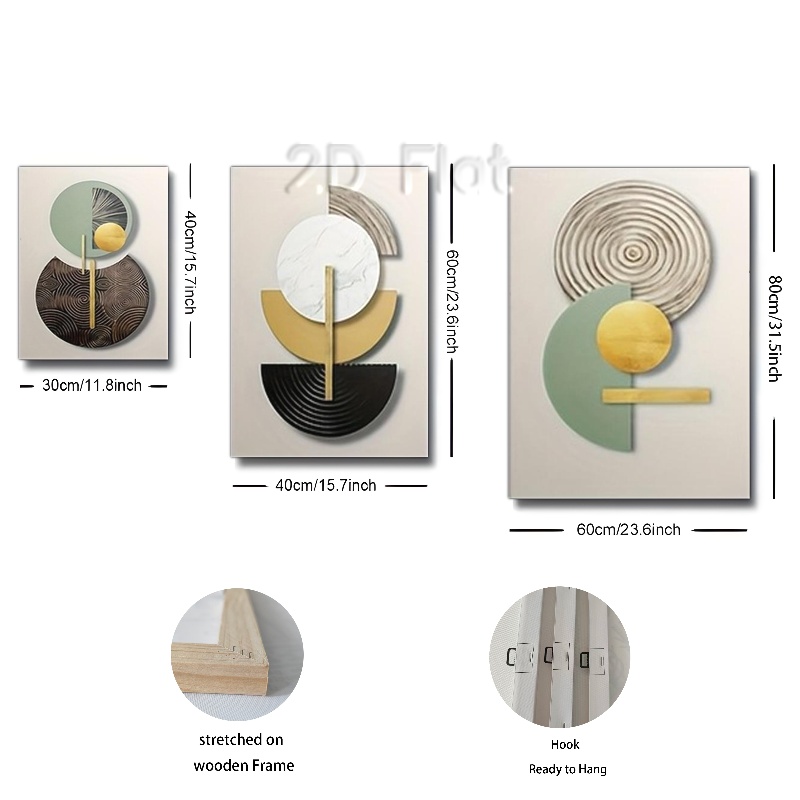 2D Flat
40cm/15.7inch
30cm/11.8inch
60cm/23.6inch
40cm/15.7inch
80cm/31.5inch
60cm/23.6inch
stretched on
wooden Frame
Hook
Ready to Hang